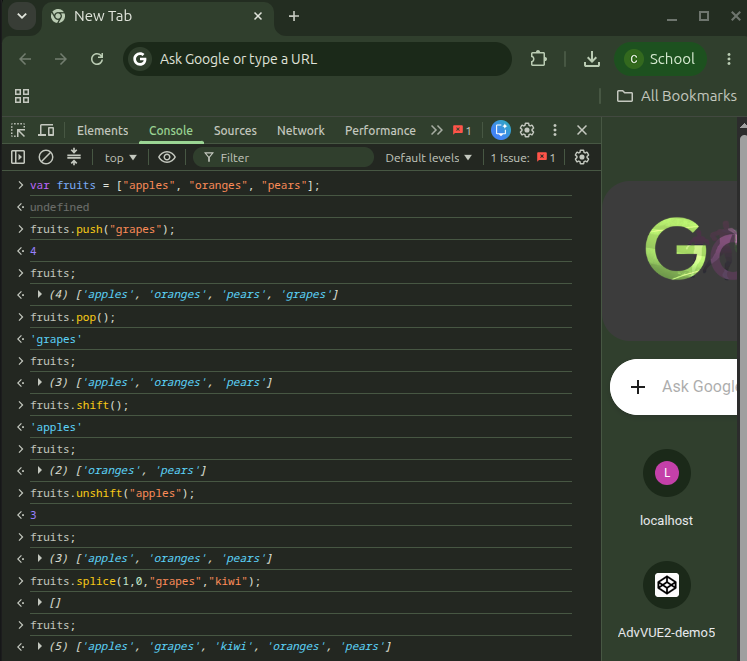 New Tab
Ask Google or type a URL
C School
All Bookmarks
Elements Console Sources Network Performance 1
top Filter Default levels 1 Issue: 1
var fruits = ["apples", "oranges", "pears"];
undefined
fruits.push("grapes");
4
fruits;
(4) ['apples', 'oranges', 'pears', 'grapes']
fruits.pop();
'grapes'
fruits;
(3) ['apples', 'oranges', 'pears']
fruits.shift();
'apples'
fruits;
(2) ['oranges', 'pears']
fruits.unshift("apples");
3
fruits;
(3) ['apples', 'oranges', 'pears']
fruits.splice(1,0,"grapes","kiwi");
[]
fruits;
(5) ['apples', 'grapes', 'kiwi', 'oranges', 'pears']
Go
Ask Google
L
localhost
AdvVUE2-demo5